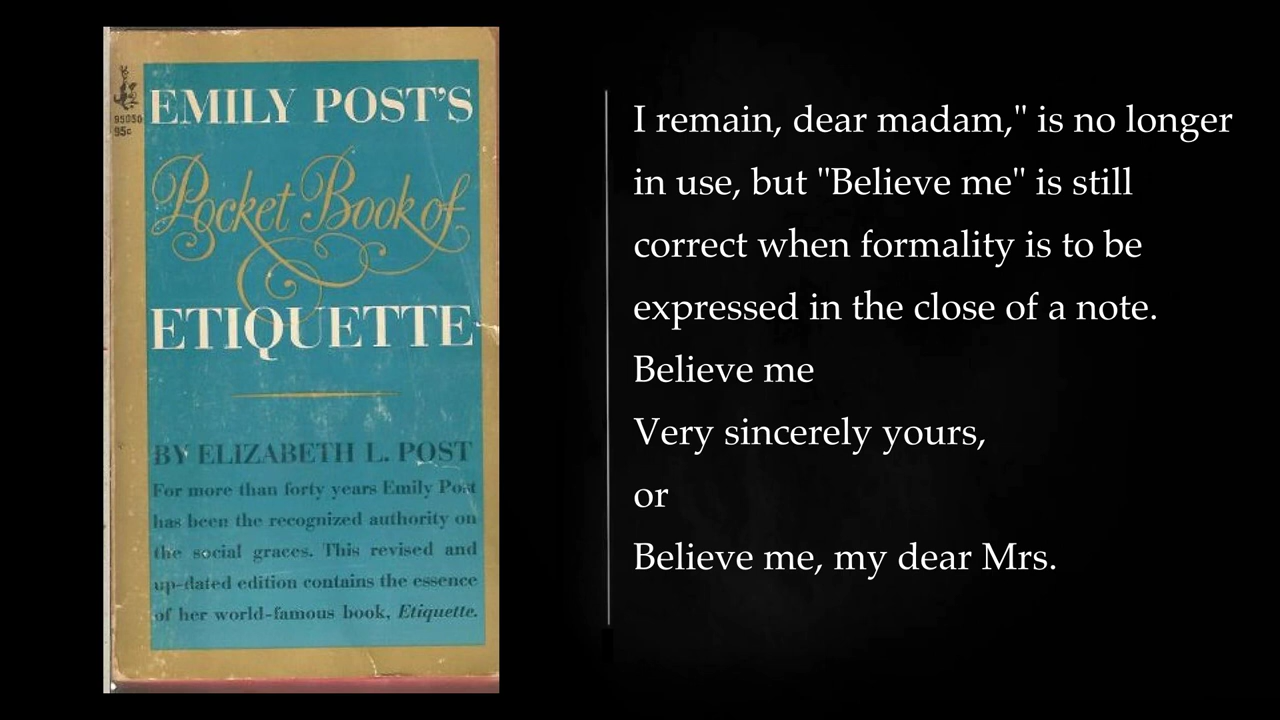 95050
95c
EMILY POST'S
Pocket Book of
ETIQUETTE
BY ELIZABETH L. POST
For more than forty years Emily Post
has been the recognized authority on
the social graces. This revised and
up-dated edition contains the essence
of her world-famous book, Etiquette.
I remain, dear madam," is no longer
in use, but "Believe me" is still
correct when formality is to be
expressed in the close of a note.
Believe me
Very sincerely yours,
or
Believe me, my dear Mrs.